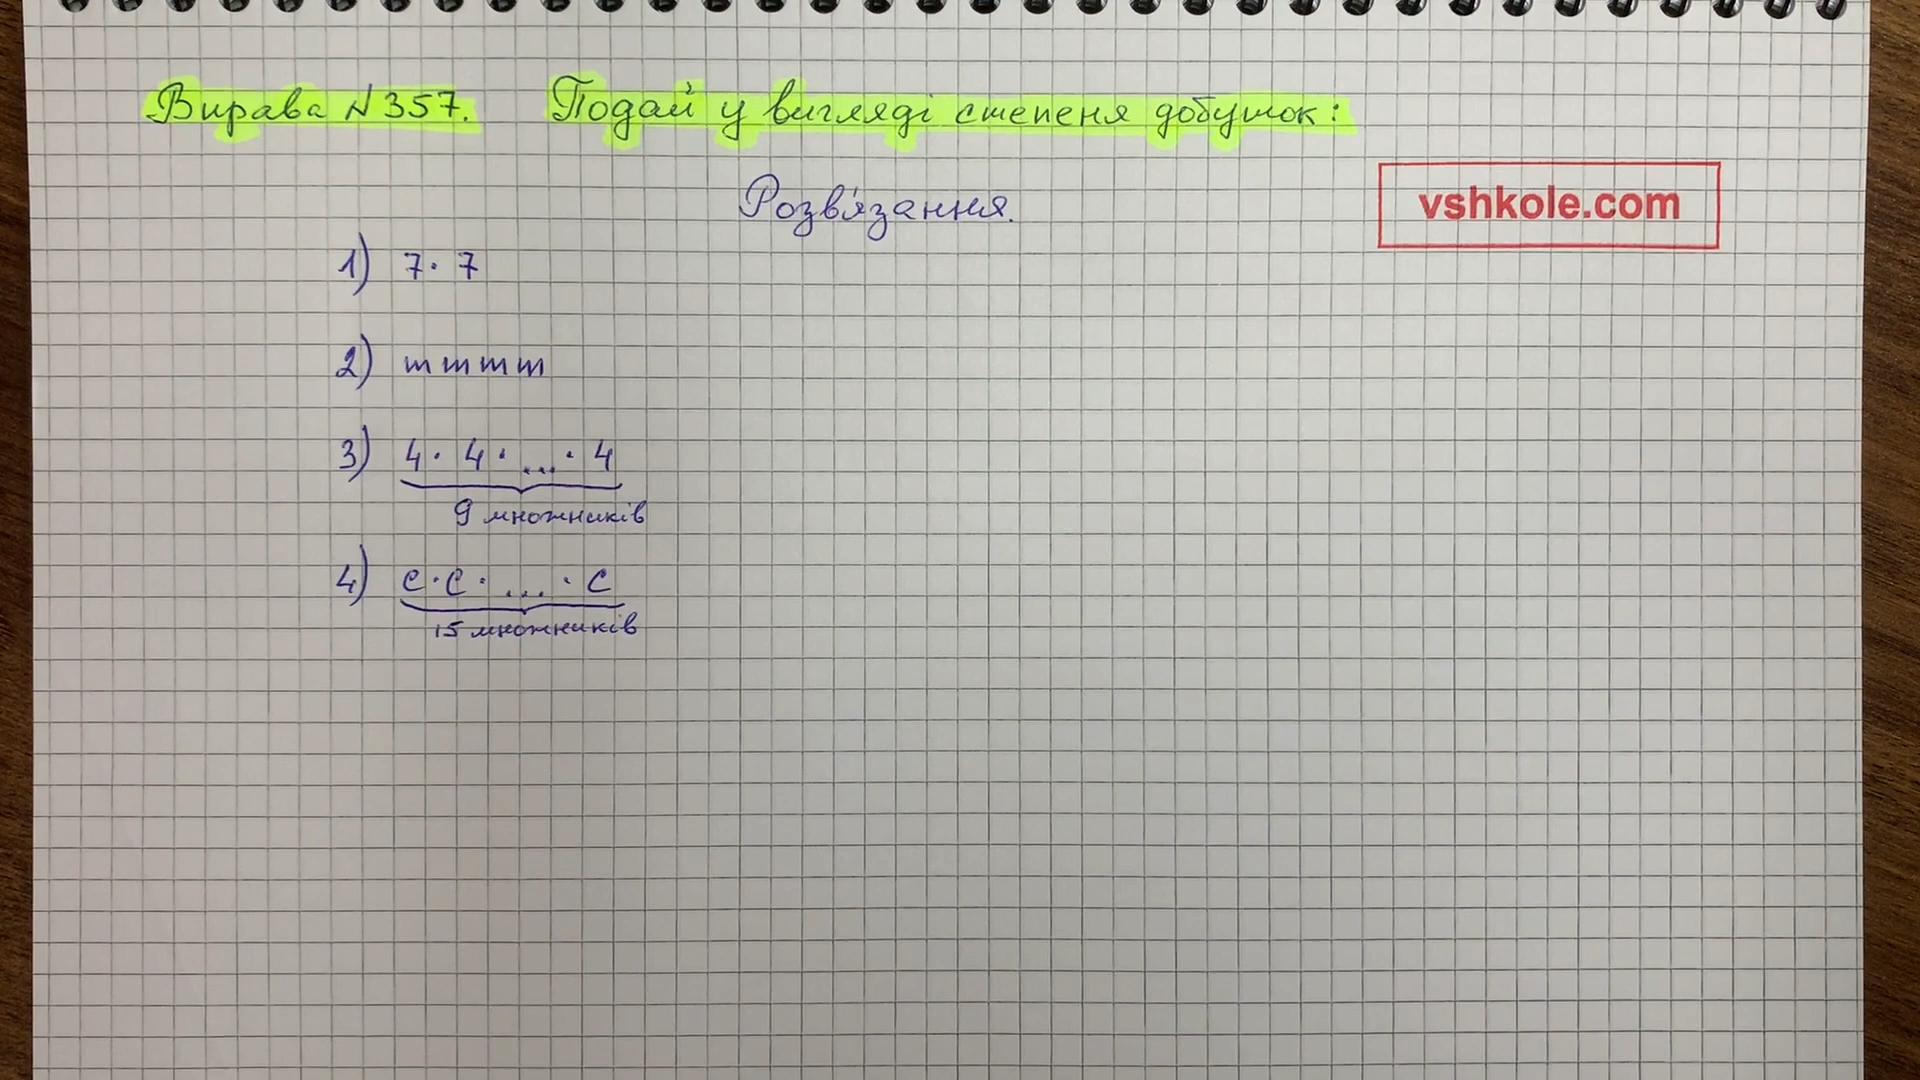 Вправа №357. Подай у вигляді степеня добуток:
Розв'язання.
vshkole.com
1) 7 · 7
2) m m m m
3) 4 · 4 · ... · 4
9 множників
4) c · c · ... · c
15 множників